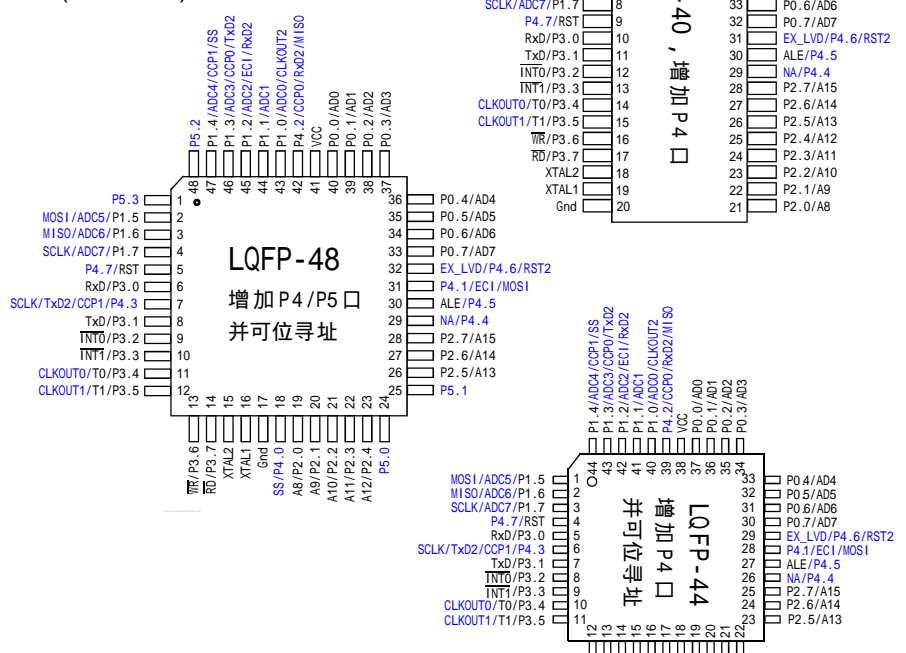 SCLK/ADC7/P1.7 8
P4.7/RST 9
RxD/P3.0 10
TxD/P3.1 11
INT0/P3.2 12
INT1/P3.3 13
CLKOUT0/T0/P3.4 14
CLKOUT1/T1/P3.5 15
WR/P3.6 16
RD/P3.7 17
XTAL2 18
XTAL1 19
Gnd 20
-40，增加P4口
33 P0.6/AD6
32 P0.7/AD7
31 EX_LVD/P4.6/RST2
30 ALE/P4.5
29 NA/P4.4
28 P2.7/A15
27 P2.6/A14
26 P2.5/A13
25 P2.4/A12
24 P2.3/A11
23 P2.2/A10
22 P2.1/A9
21 P2.0/A8
P5.2 48
P1.4/ADC4/CCP1/SS 47
P1.3/ADC3/CCP0/TxD2 46
P1.2/ADC2/ECI/RxD2 45
P1.1/ADC1 44
P1.0/ADC0/CLKOUT2 43
P4.2/CCP0/RxD2/MISO 42
VCC 41
P0.0/AD0 40
P0.1/AD1 39
P0.2/AD2 38
P0.3/AD3 37
P5.3 1
MOSI/ADC5/P1.5 2
MISO/ADC6/P1.6 3
SCLK/ADC7/P1.7 4
P4.7/RST 5
RxD/P3.0 6
SCLK/TxD2/CCP1/P4.3 7
TxD/P3.1 8
INT0/P3.2 9
INT1/P3.3 10
CLKOUT0/T0/P3.4 11
CLKOUT1/T1/P3.5 12
LQFP-48
增加P4/P5口
并可位寻址
36 P0.4/AD4
35 P0.5/AD5
34 P0.6/AD6
33 P0.7/AD7
32 EX_LVD/P4.6/RST2
31 P4.1/ECI/MOSI
30 ALE/P4.5
29 NA/P4.4
28 P2.7/A15
27 P2.6/A14
26 P2.5/A13
25 P5.1
13 WR/P3.6
14 RD/P3.7
15 XTAL2
16 XTAL1
17 Gnd
18 SS/P4.0
19 A8/P2.0
20 A9/P2.1
21 A10/P2.2
22 A11/P2.3
23 A12/P2.4
24 P5.0
P1.4/ADC4/CCP1/SS 44
P1.3/ADC3/CCP0/TxD2 43
P1.2/ADC2/ECI/RxD2 42
P1.1/ADC1 41
P1.0/ADC0/CLKOUT2 40
P4.2/CCP0/RxD2/MISO 39
VCC 38
P0.0/AD0 37
P0.1/AD1 36
P0.2/AD2 35
P0.3/AD3 34
MOSI/ADC5/P1.5 1
MISO/ADC6/P1.6 2
SCLK/ADC7/P1.7 3
P4.7/RST 4
RxD/P3.0 5
SCLK/TxD2/CCP1/P4.3 6
TxD/P3.1 7
INT0/P3.2 8
INT1/P3.3 9
CLKOUT0/T0/P3.4 10
CLKOUT1/T1/P3.5 11
LQFP-44
增加P4口
并可位寻址
33 P0.4/AD4
32 P0.5/AD5
31 P0.6/AD6
30 P0.7/AD7
29 EX_LVD/P4.6/RST2
28 P4.1/ECI/MOSI
27 ALE/P4.5
26 NA/P4.4
25 P2.7/A15
24 P2.6/A14
23 P2.5/A13
12 13 14 15 16 17 18 19 20 21 22